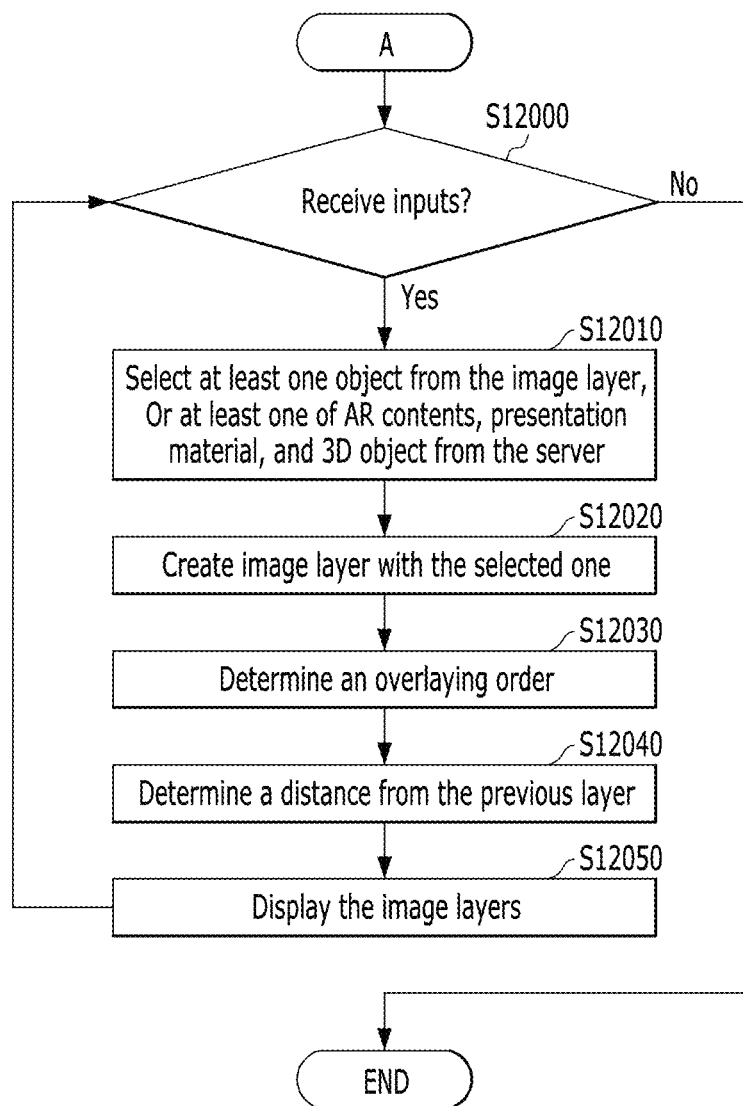 A
S12000
Receive inputs?
No
Yes
S12010
Select at least one object from the image layer,
Or at least one of AR contents, presentation
material, and 3D object from the server
S12020
Create image layer with the selected one
S12030
Determine an overlaying order
S12040
Determine a distance from the previous layer
S12050
Display the image layers
END